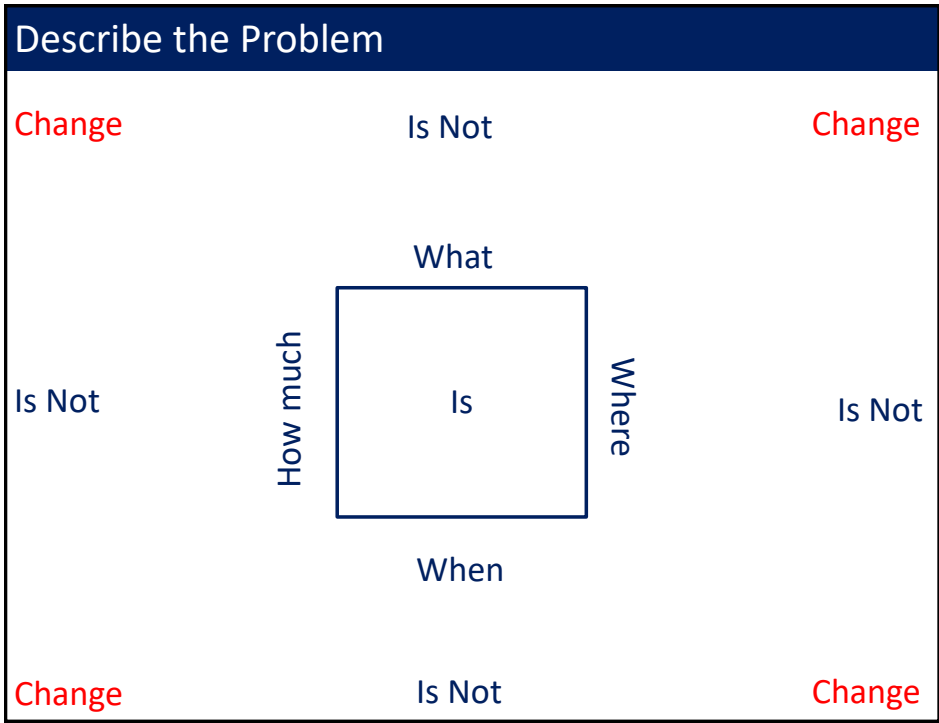 Describe the Problem
Change
Is Not
Change
What
How much
Is Not
Is
Where
Is Not
When
Change
Is Not
Change